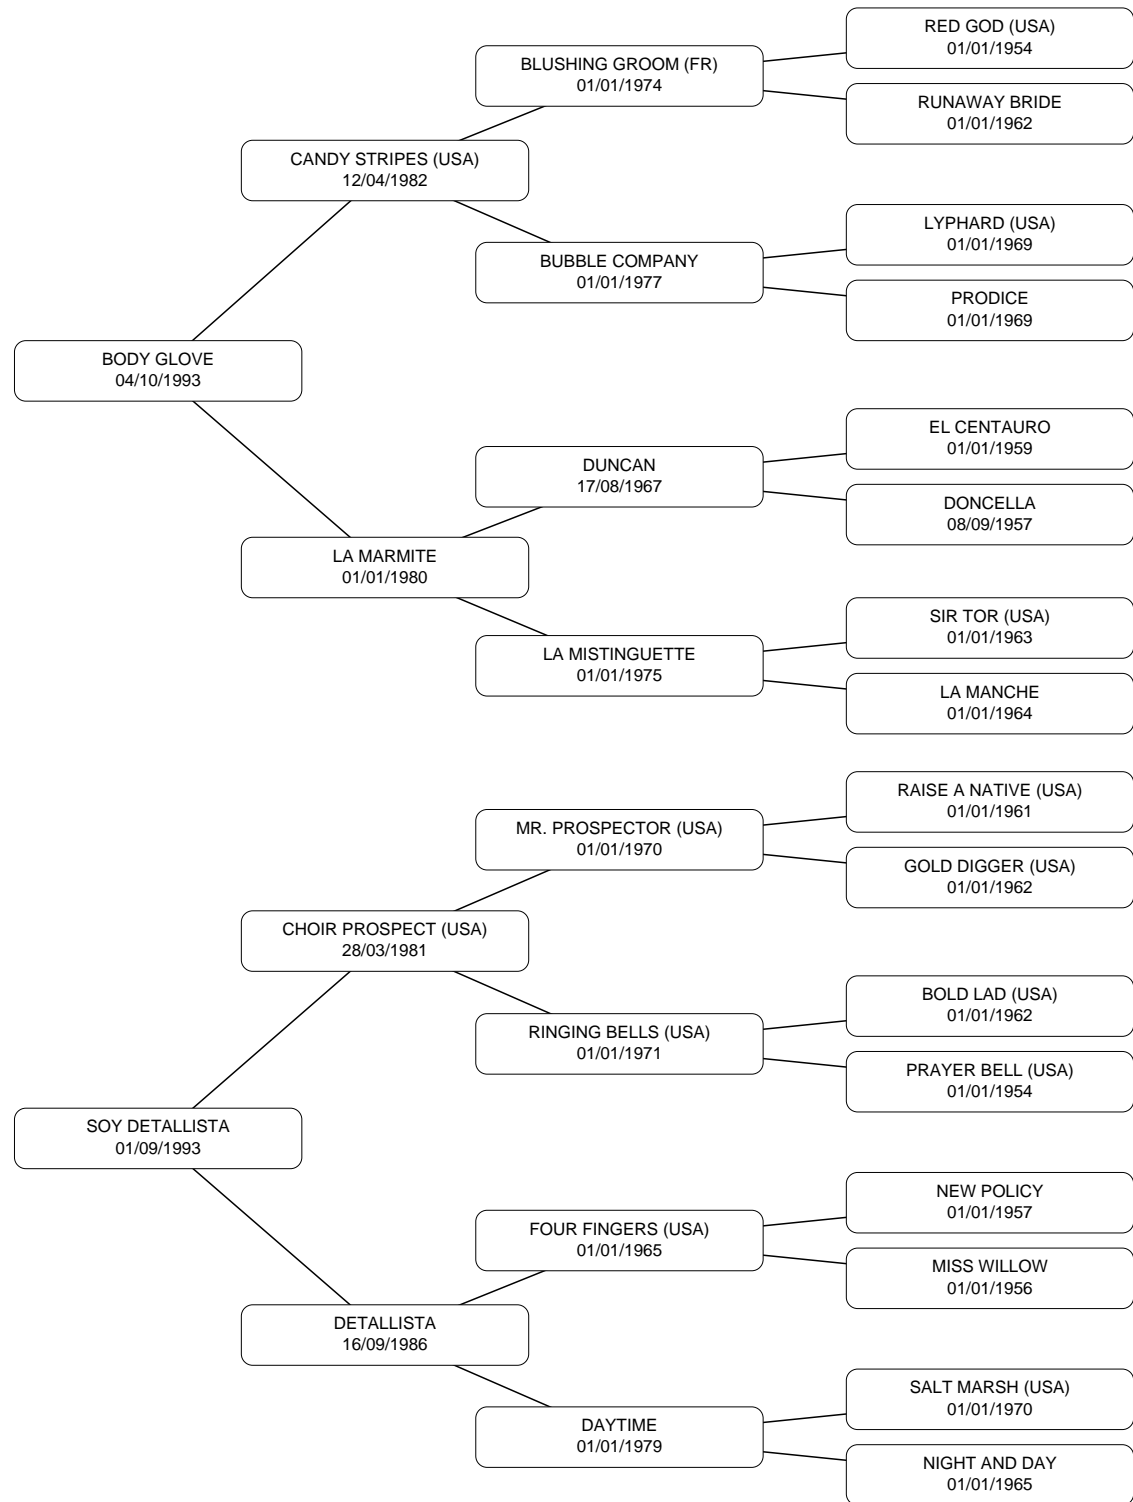 RED GOD (USA)
01/01/1954
BLUSHING GROOM (FR)
01/01/1974
RUNAWAY BRIDE
01/01/1962
CANDY STRIPES (USA)
12/04/1982
LYPHARD (USA)
01/01/1969
BUBBLE COMPANY
01/01/1977
PRODICE
01/01/1969
BODY GLOVE
04/10/1993
EL CENTAURO
01/01/1959
DUNCAN
17/08/1967
DONCELLA
08/09/1957
LA MARMITE
01/01/1980
SIR TOR (USA)
01/01/1963
LA MISTINGUETTE
01/01/1975
LA MANCHE
01/01/1964
RAISE A NATIVE (USA)
01/01/1961
MR. PROSPECTOR (USA)
01/01/1970
GOLD DIGGER (USA)
01/01/1962
CHOIR PROSPECT (USA)
28/03/1981
BOLD LAD (USA)
01/01/1962
RINGING BELLS (USA)
01/01/1971
PRAYER BELL (USA)
01/01/1954
SOY DETALLISTA
01/09/1993
NEW POLICY
01/01/1957
FOUR FINGERS (USA)
01/01/1965
MISS WILLOW
01/01/1956
DETALLISTA
16/09/1986
SALT MARSH (USA)
01/01/1970
DAYTIME
01/01/1979
NIGHT AND DAY
01/01/1965